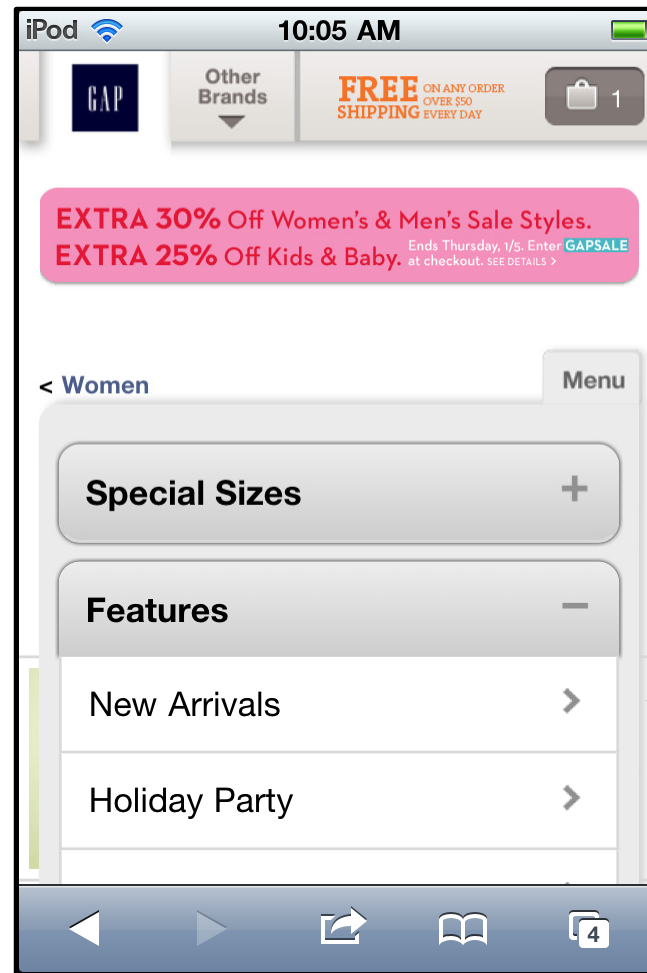 iPod 10:05 AM
GAP
Other
Brands
FREE ON ANY ORDER
OVER $50
SHIPPING EVERY DAY
1
EXTRA 30% Off Women's & Men's Sale Styles.
EXTRA 25% Off Kids & Baby. Ends Thursday, 1/5. Enter GAPSALE
at checkout. SEE DETAILS >
< Women
Menu
Special Sizes +
Features −
New Arrivals >
Holiday Party >
4